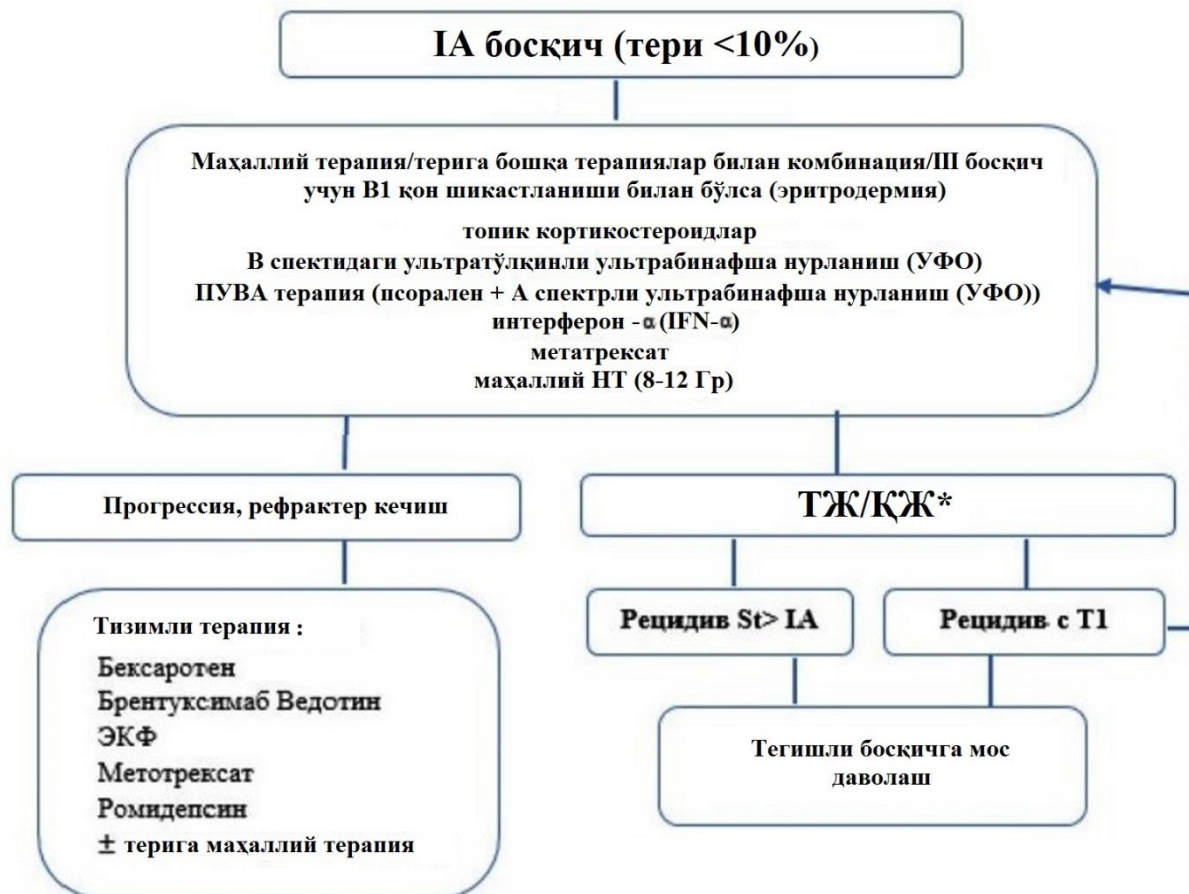 IA босқич (тери <10%)
Маҳаллий терапия/терига бошқа терапиялар билан комбинация/III босқич
учун В1 қон шикастланиши билан бўлса (эритродермия)
топик кортикостероидлар
В спектидаги ультратўлқинли ультрабинафша нурланиш (УФО)
ПУВА терапия (псорален + А спектрли ультрабинафша нурланиш (УФО))
интерферон -α (IFN-α)
метатрексат
маҳаллий НТ (8-12 Гр)
Прогрессия, рефрактер кечиш
ТЖ/ҚЖ*
Тизимли терапия :
Бексаротен
Брентуксимаб Ведотин
ЭКФ
Метотрексат
Ромидепсин
± терига маҳаллий терапия
Рецидив St> IA
Рецидив с T1
Тегишли босқичга мос
даволаш